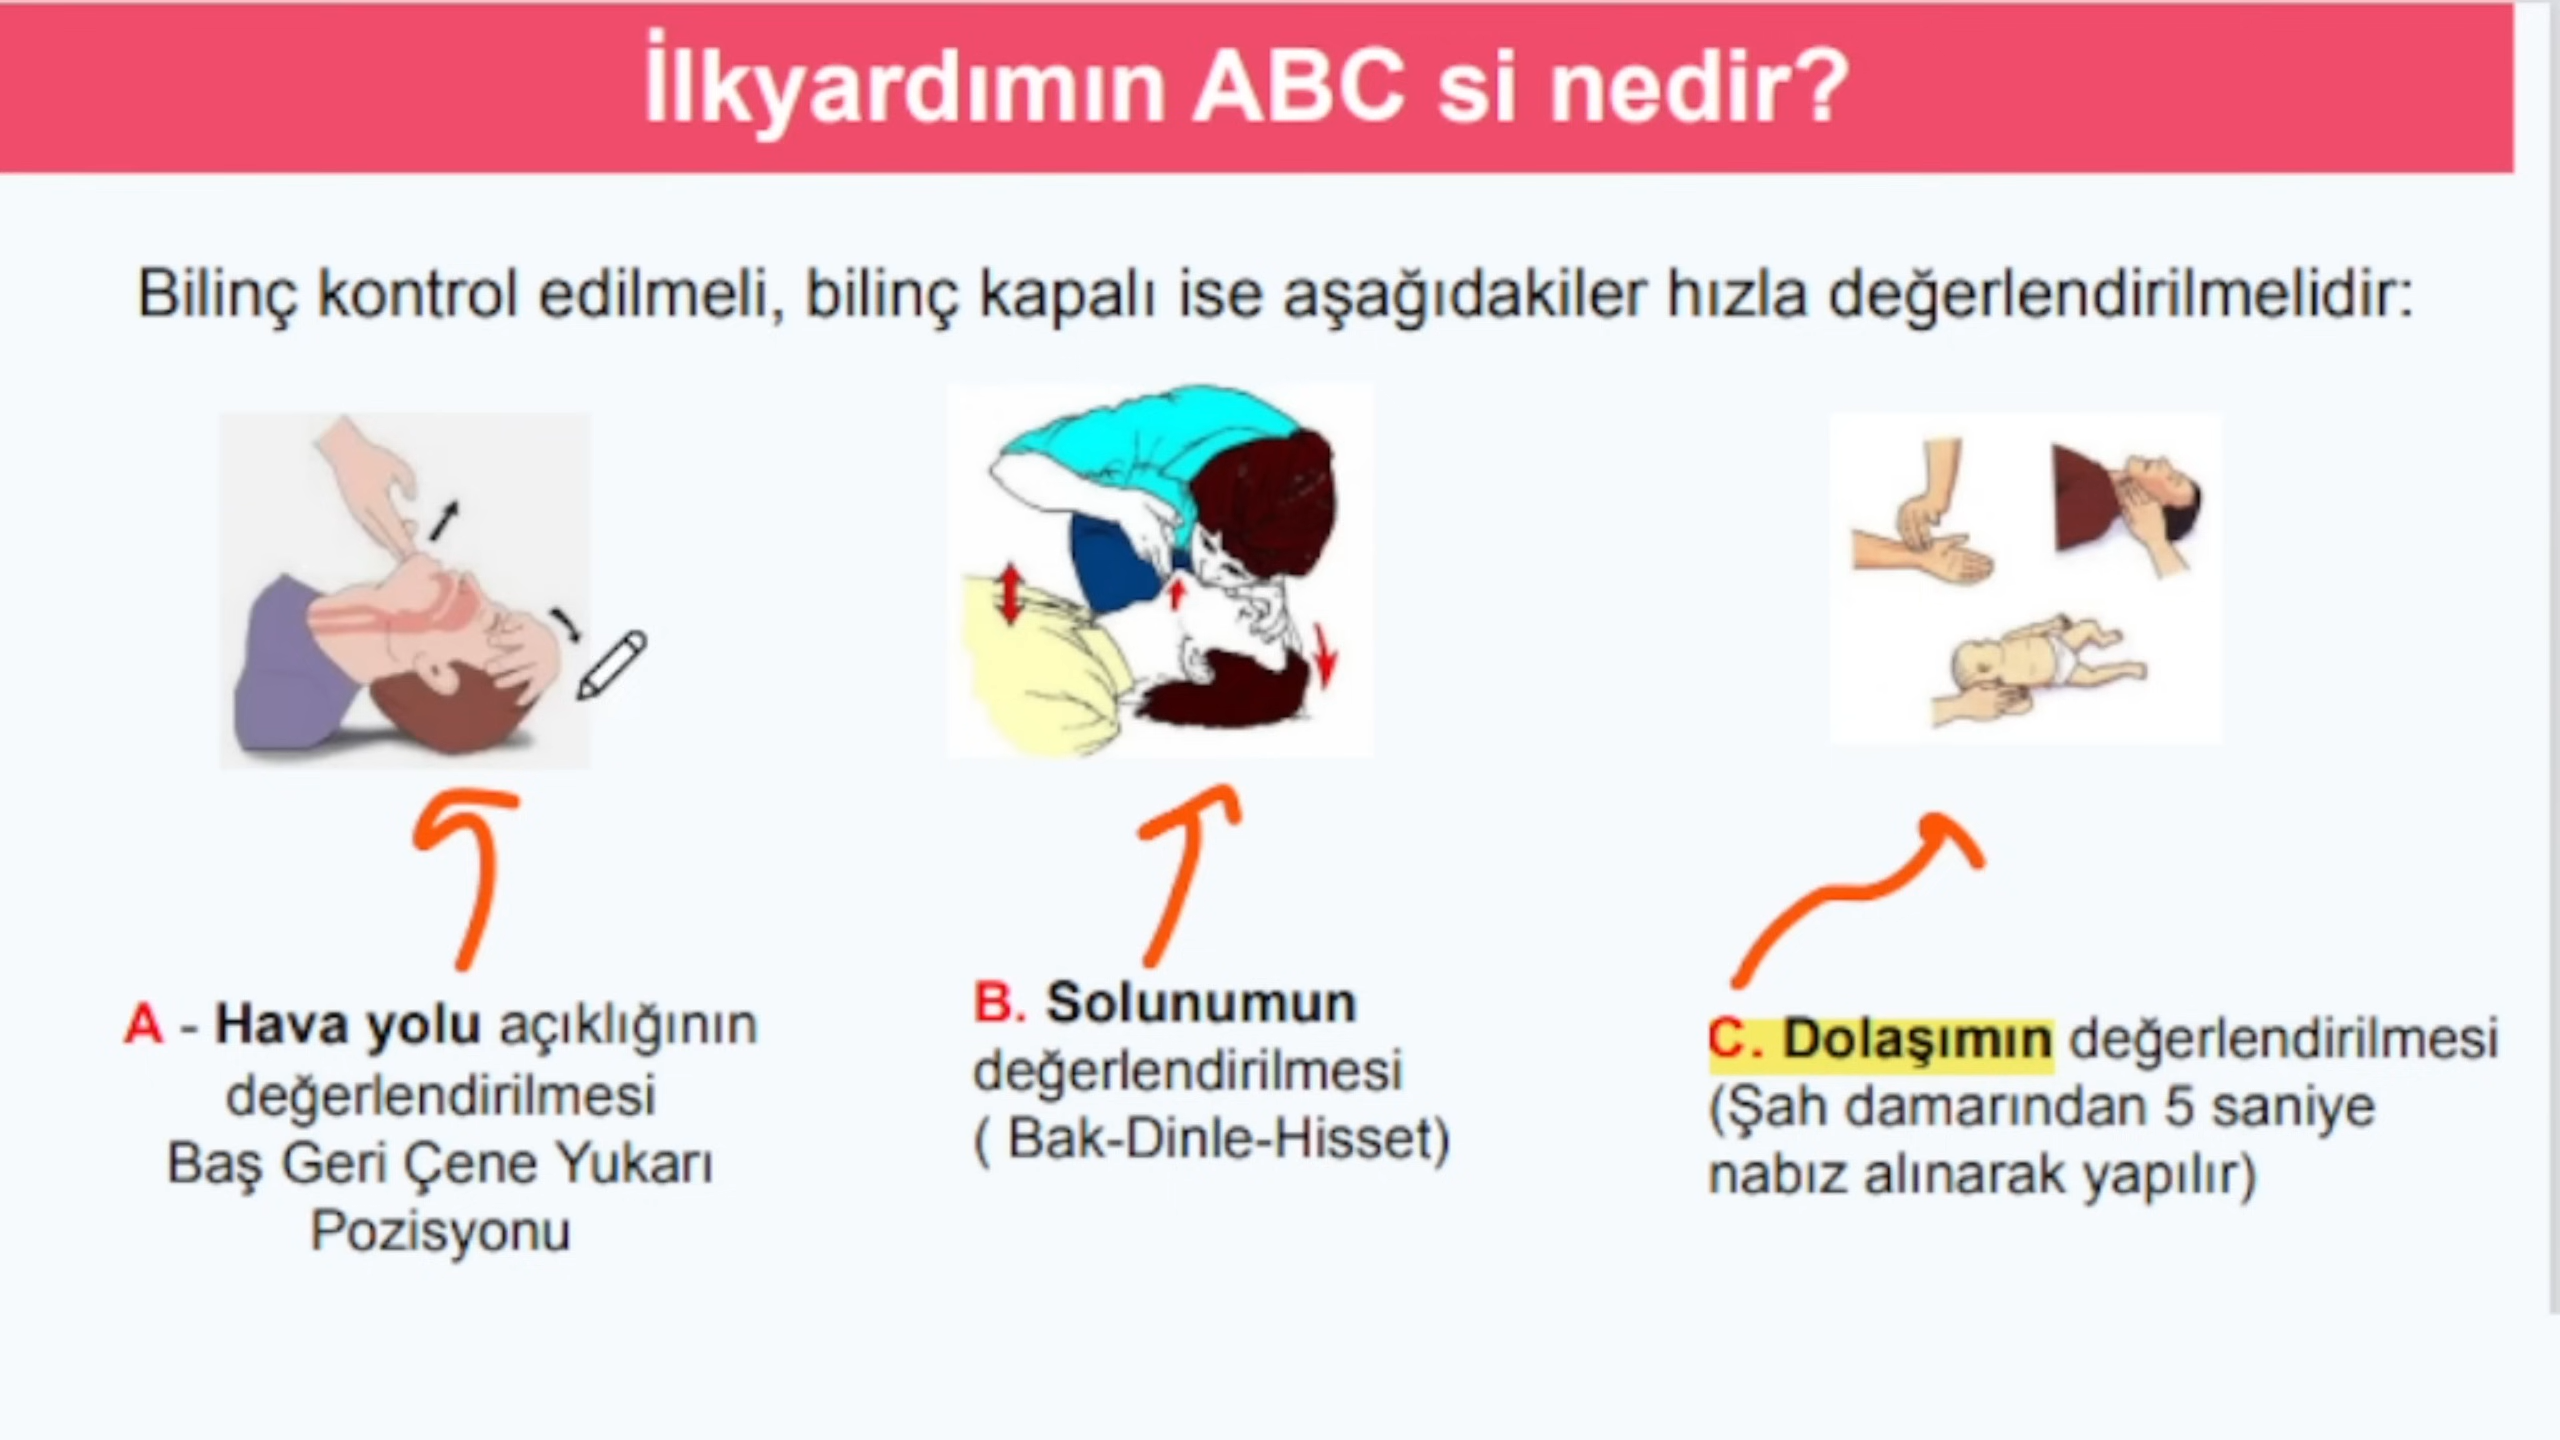 İlkyardımın ABC si nedir?
Bilinç kontrol edilmeli, bilinç kapalı ise aşağıdakiler hızla değerlendirilmelidir:
A - Hava yolu açıklığının
değerlendirilmesi
Baş Geri Çene Yukarı
Pozisyonu
B. Solunumun
değerlendirilmesi
( Bak-Dinle-Hisset)
C. Dolaşımın değerlendirilmesi
(Şah damarından 5 saniye
nabız alınarak yapılır)